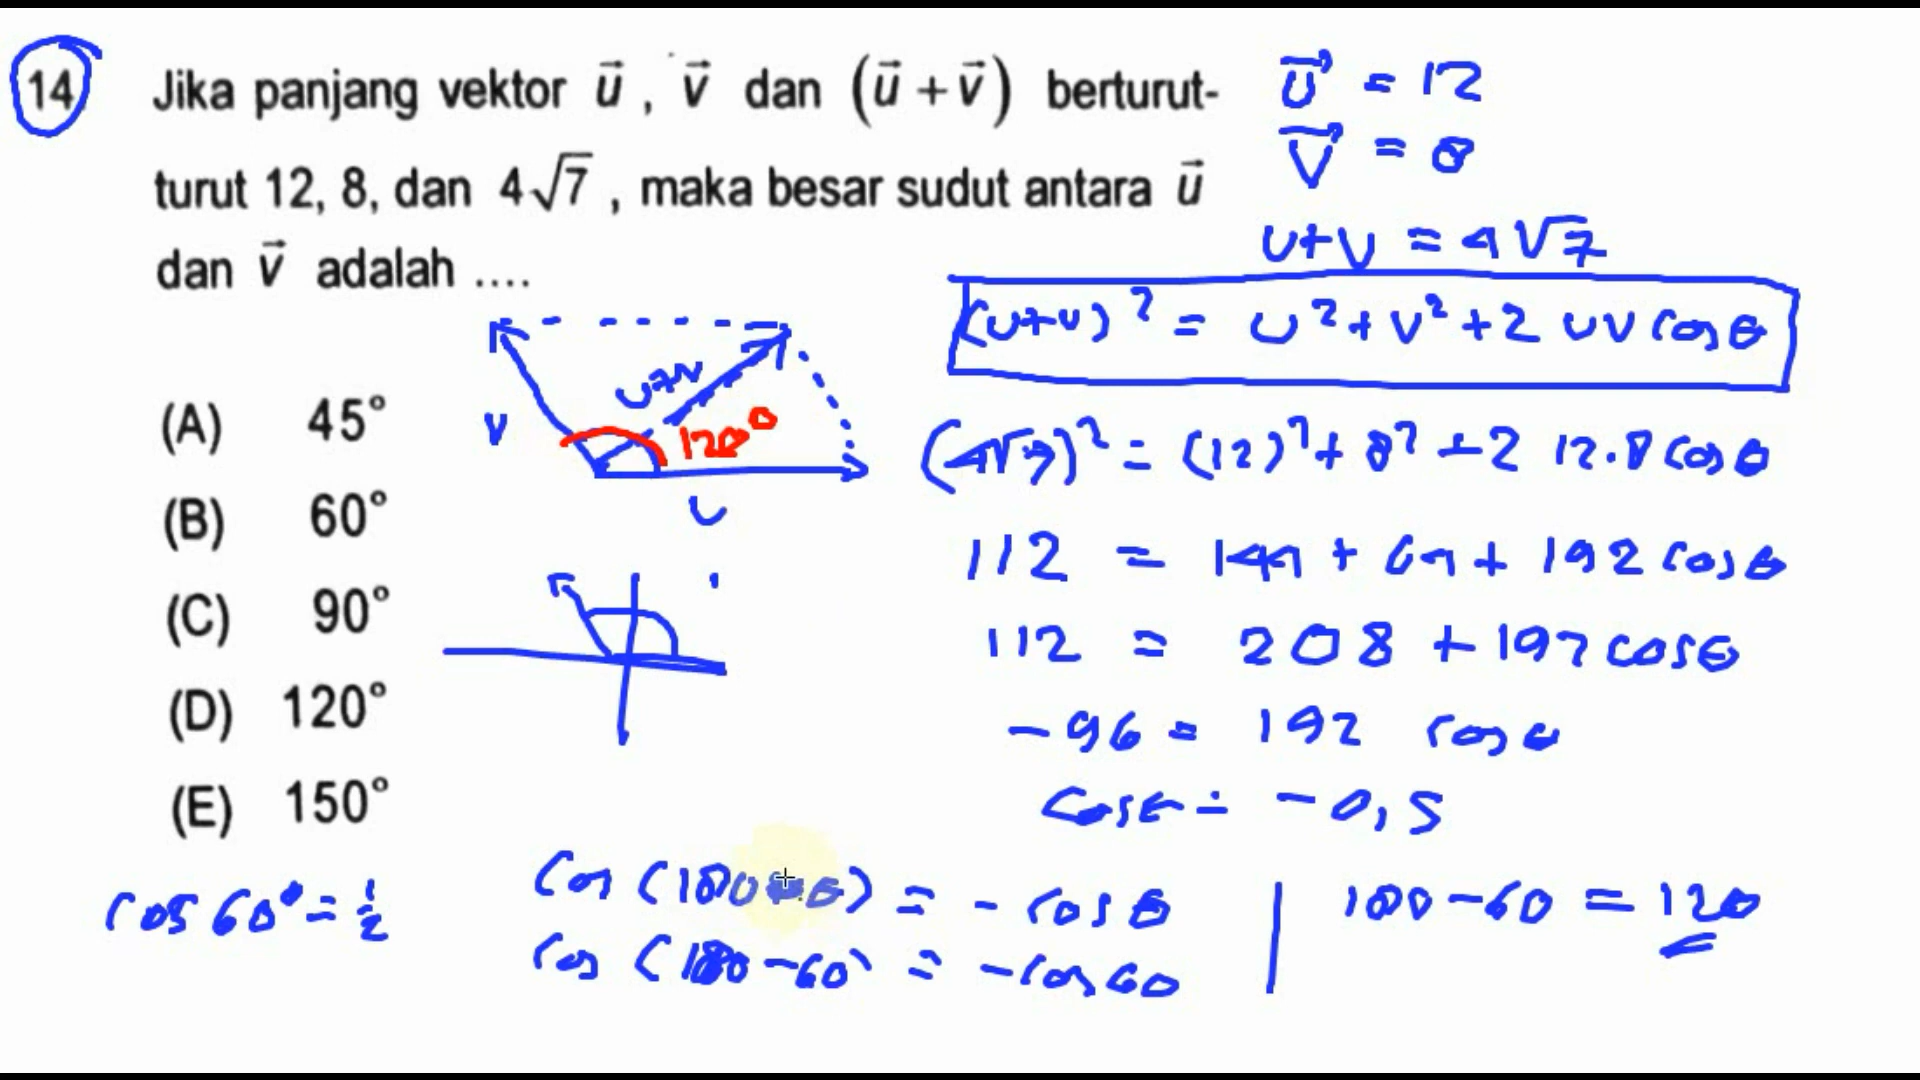 14 Jika panjang vektor u⃗ , v⃗ dan (u⃗ + v⃗) berturut-
turut 12, 8, dan 4√7 , maka besar sudut antara u⃗
dan v⃗ adalah ....
(A) 45°
(B) 60°
(C) 90°
(D) 120°
(E) 150°
V
u+v
120°
U
u⃗ = 12
v⃗ = 8
u+v = 4√7
(u+v)² = u² + v² + 2 uv cos θ
(4√7)² = (12)² + 8² + 2 12.8 cos θ
112 = 144 + 64 + 192 cos θ
112 = 208 + 192 cos θ
-96 = 192 cos θ
cos θ = -0,5
cos 60° = 1/2
cos (180-θ) = - cos θ
cos (180-60) = - cos 60
180-60 = 120